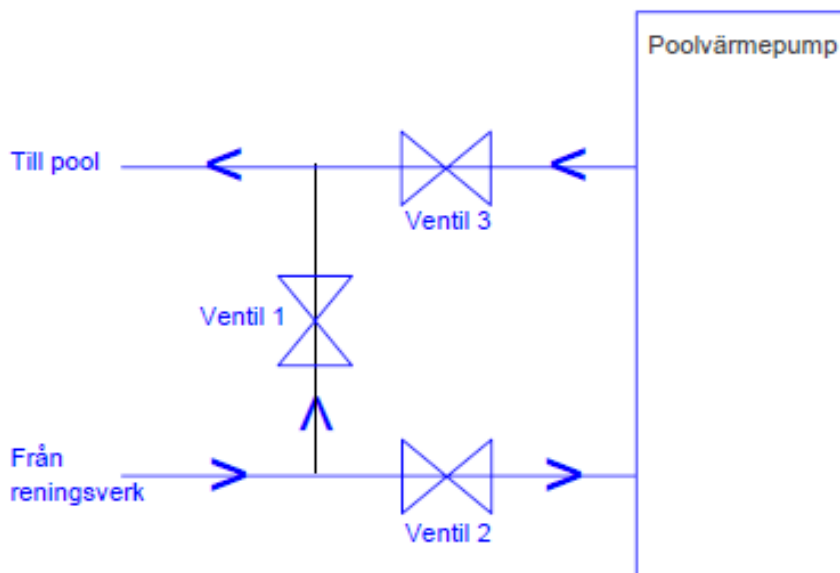 Poolvärmepump
Till pool
Ventil 3
Ventil 1
Från
reningsverk
Ventil 2